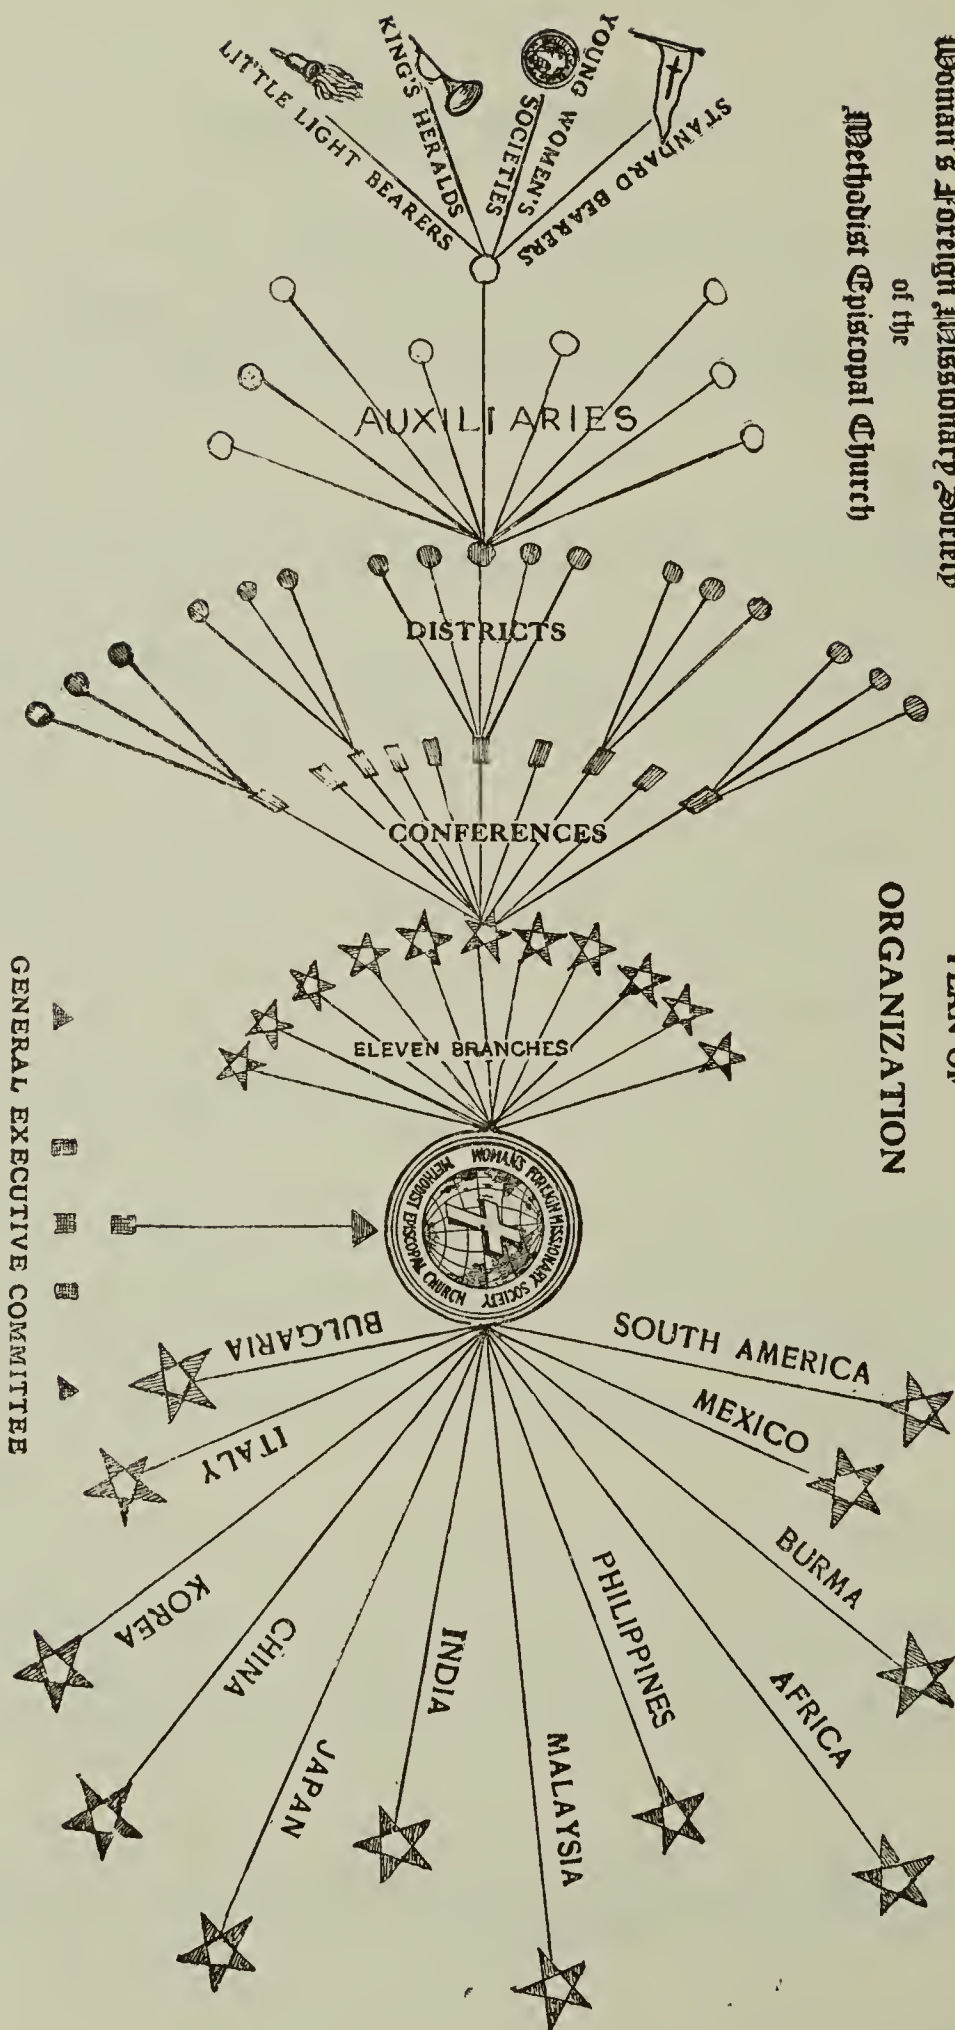 Woman's Foreign Missionary Society
of the
Methodist Episcopal Church
PLAN OF
ORGANIZATION
STANDARD BEARERS
YOUNG WOMEN'S
SOCIETIES
KING'S HERALDS
LITTLE LIGHT BEARERS
AUXILIARIES
DISTRICTS
CONFERENCES
ELEVEN BRANCHES
WOMAN'S FOREIGN MISSIONARY SOCIETY
METHODIST EPISCOPAL CHURCH
SOUTH AMERICA
MEXICO
BURMA
AFRICA
PHILIPPINES
MALAYSIA
INDIA
JAPAN
CHINA
KOREA
ITALY
BULGARIA
GENERAL EXECUTIVE COMMITTEE